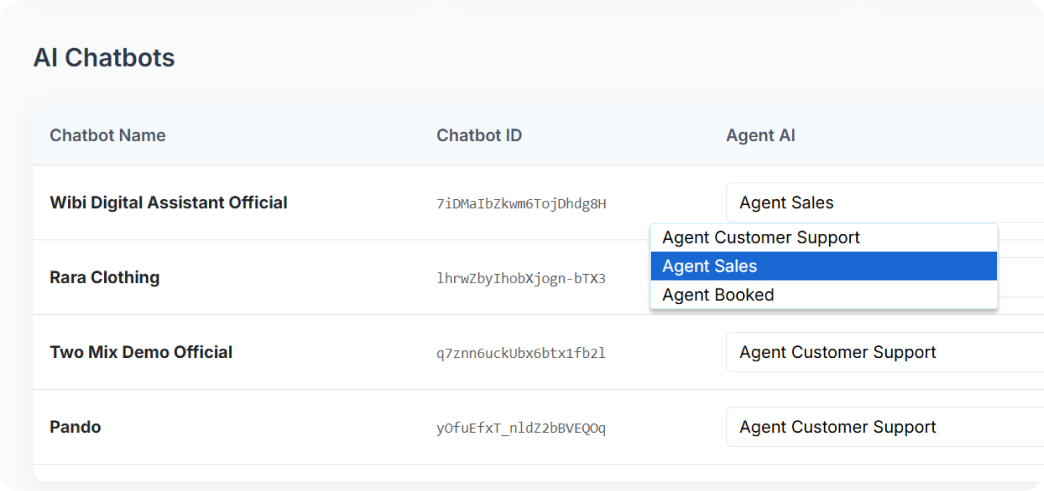 AI Chatbots
Chatbot Name Chatbot ID Agent AI
Wibi Digital Assistant Official 7iDMaIbZkwm6TojDhdg8H Agent Sales
Agent Customer Support
Agent Sales
Agent Booked
Rara Clothing lhrwZbyIhobXjogn-bTX3
Two Mix Demo Official q7znn6uckUbx6btx1fb2l Agent Customer Support
Pando yOfuEfxT_nldZ2bBVEQOq Agent Customer Support